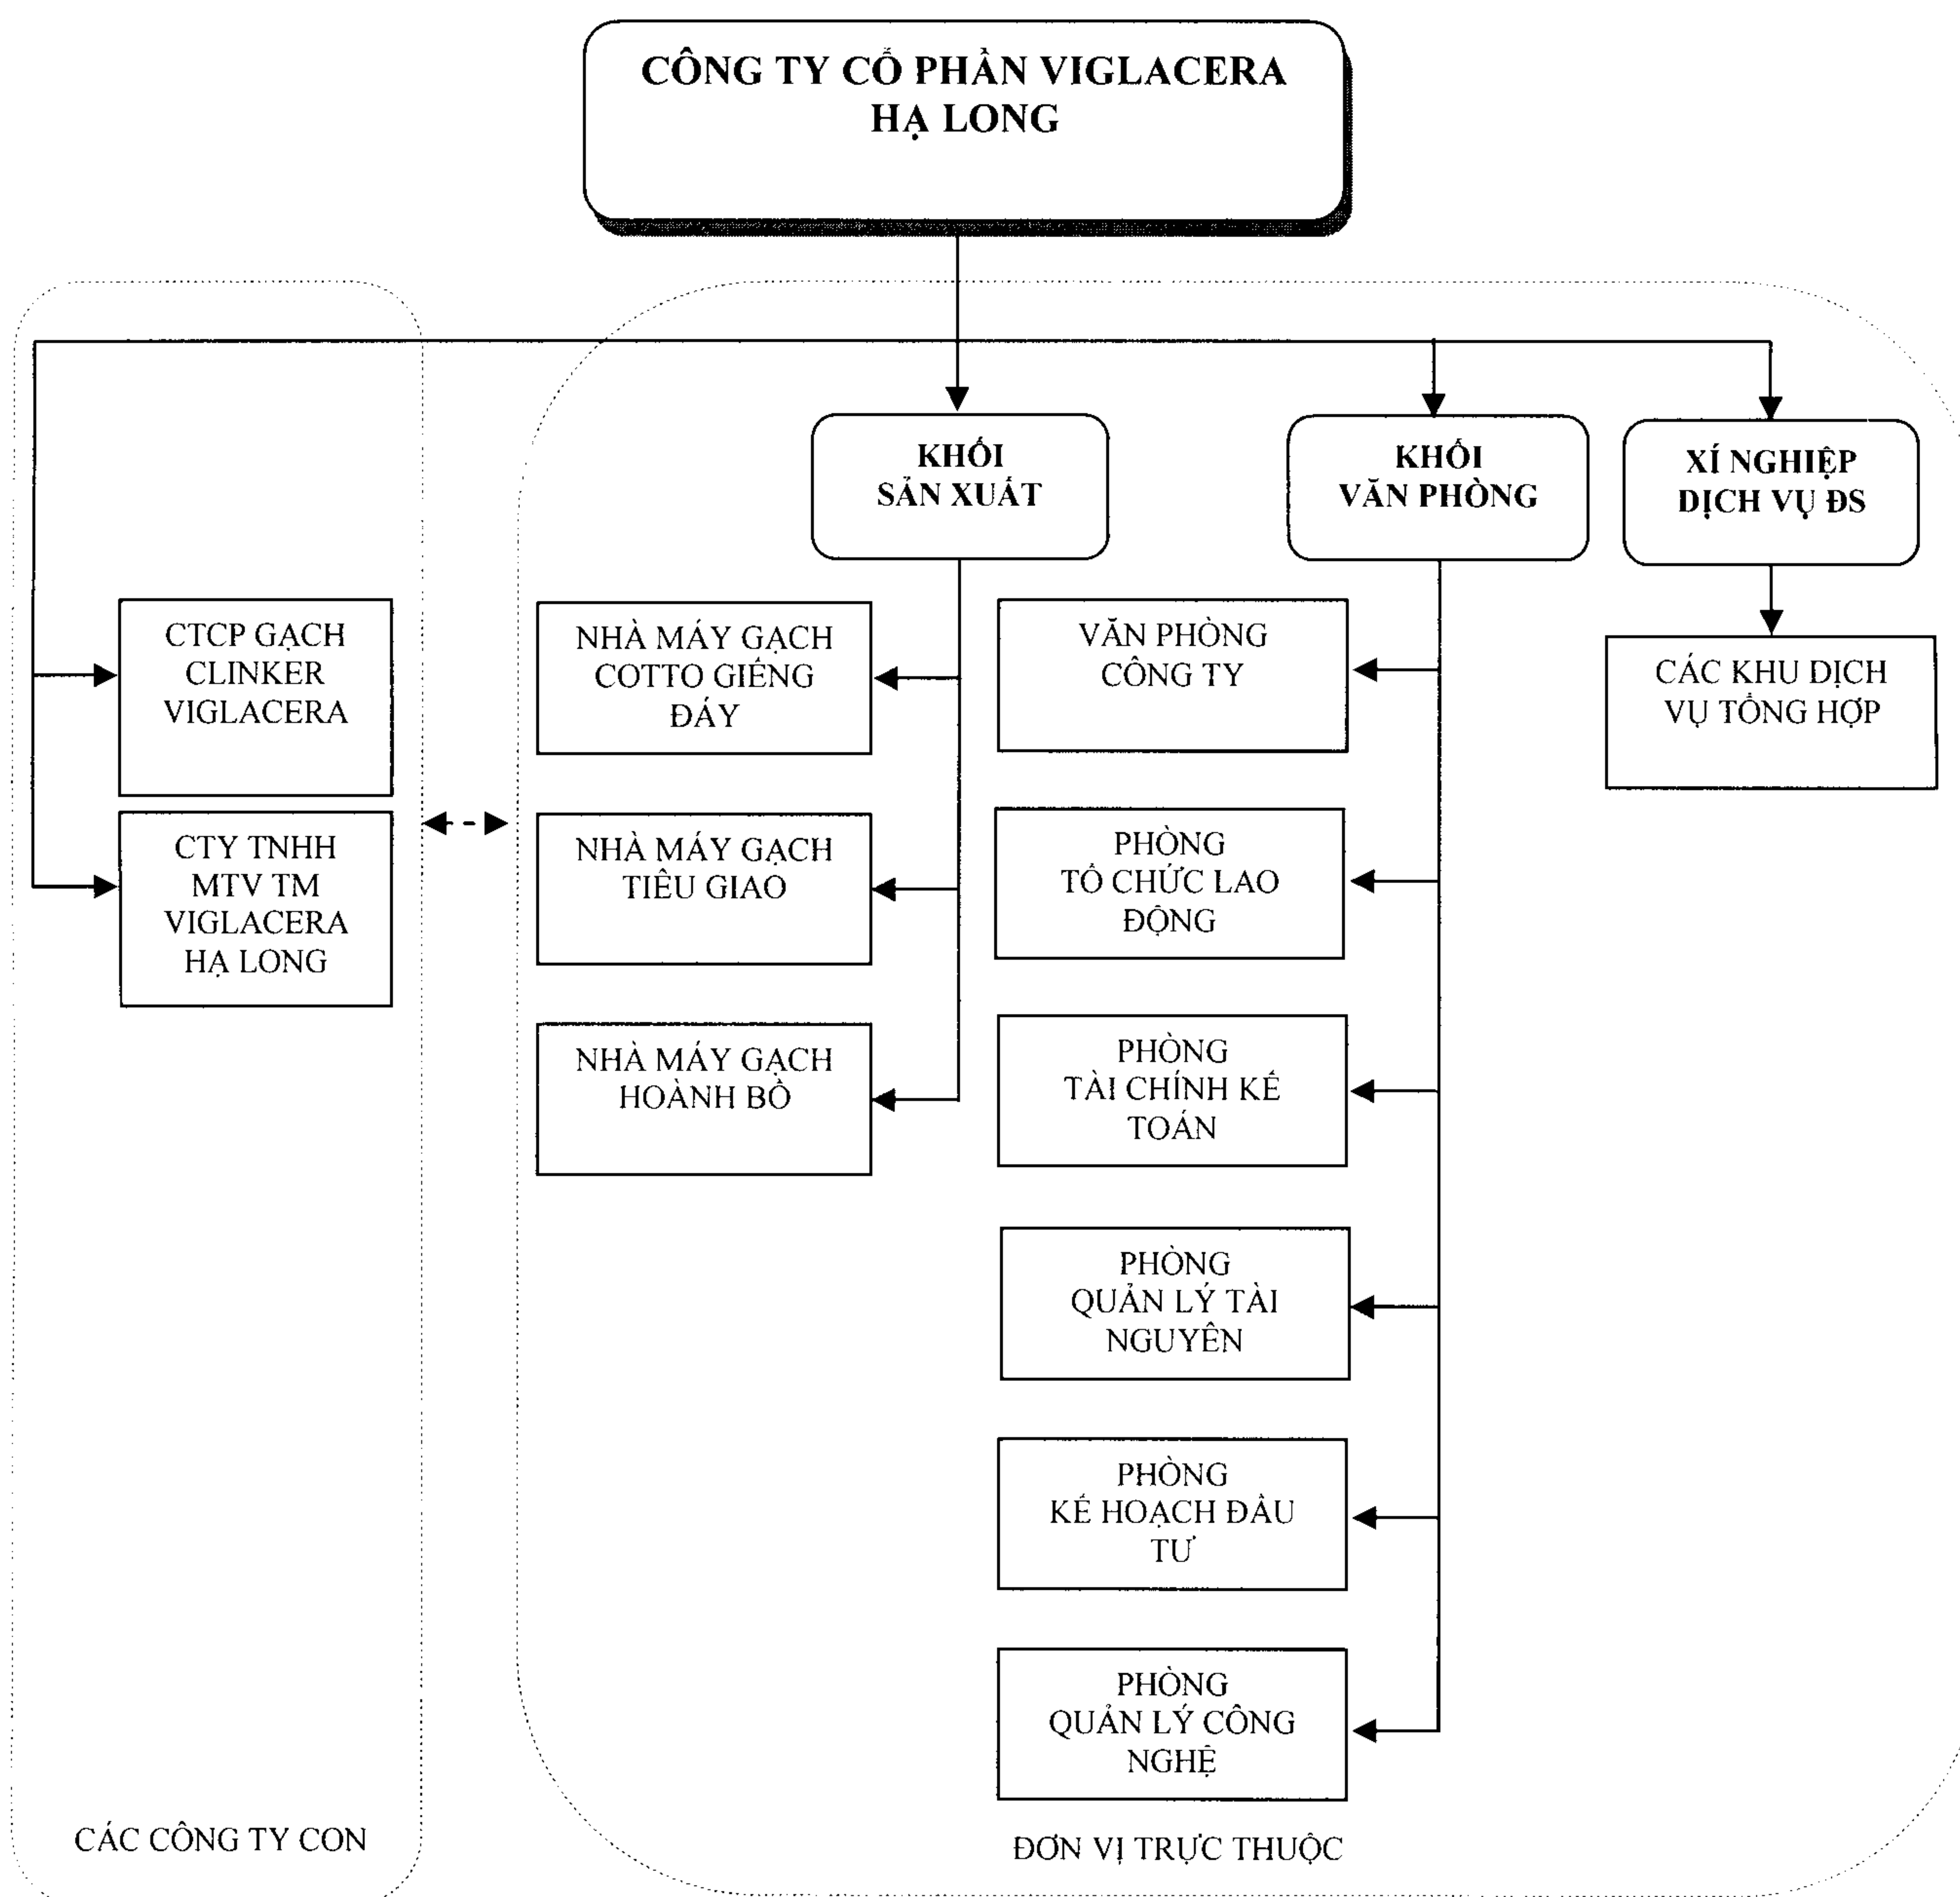 CÔNG TY CỔ PHẦN VIGLACERA
HẠ LONG
KHỐI
SẢN XUẤT
KHỐI
VĂN PHÒNG
XÍ NGHIỆP
DỊCH VỤ ĐS
CTCP GẠCH
CLINKER
VIGLACERA
CTY TNHH
MTV TM
VIGLACERA
HẠ LONG
NHÀ MÁY GẠCH
COTTO GIẾNG
ĐÁY
NHÀ MÁY GẠCH
TIÊU GIAO
NHÀ MÁY GẠCH
HOÀNH BỒ
VĂN PHÒNG
CÔNG TY
PHÒNG
TỔ CHỨC LAO
ĐỘNG
PHÒNG
TÀI CHÍNH KẾ
TOÁN
PHÒNG
QUẢN LÝ TÀI
NGUYÊN
PHÒNG
KẾ HOẠCH ĐẦU
TƯ
PHÒNG
QUẢN LÝ CÔNG
NGHỆ
CÁC KHU DỊCH
VỤ TỔNG HỢP
CÁC CÔNG TY CON
ĐƠN VỊ TRỰC THUỘC